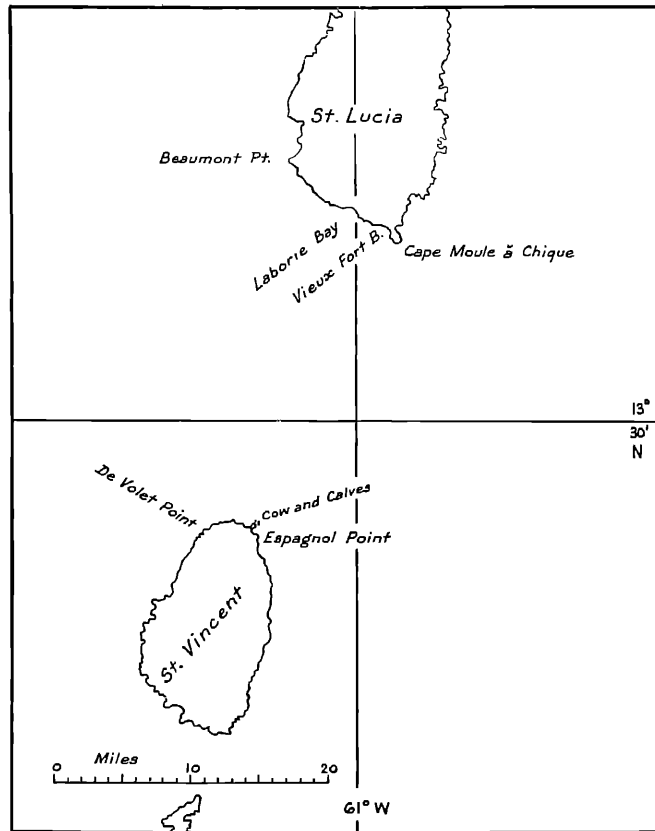 St. Lucia
Beaumont Pt.
Laborie Bay
Vieux Fort B.
Cape Moule à Chique
13°
30'
N
De Volet Point
Cow and Calves
Espagnol Point
St. Vincent
0 Miles 10 20
61° W